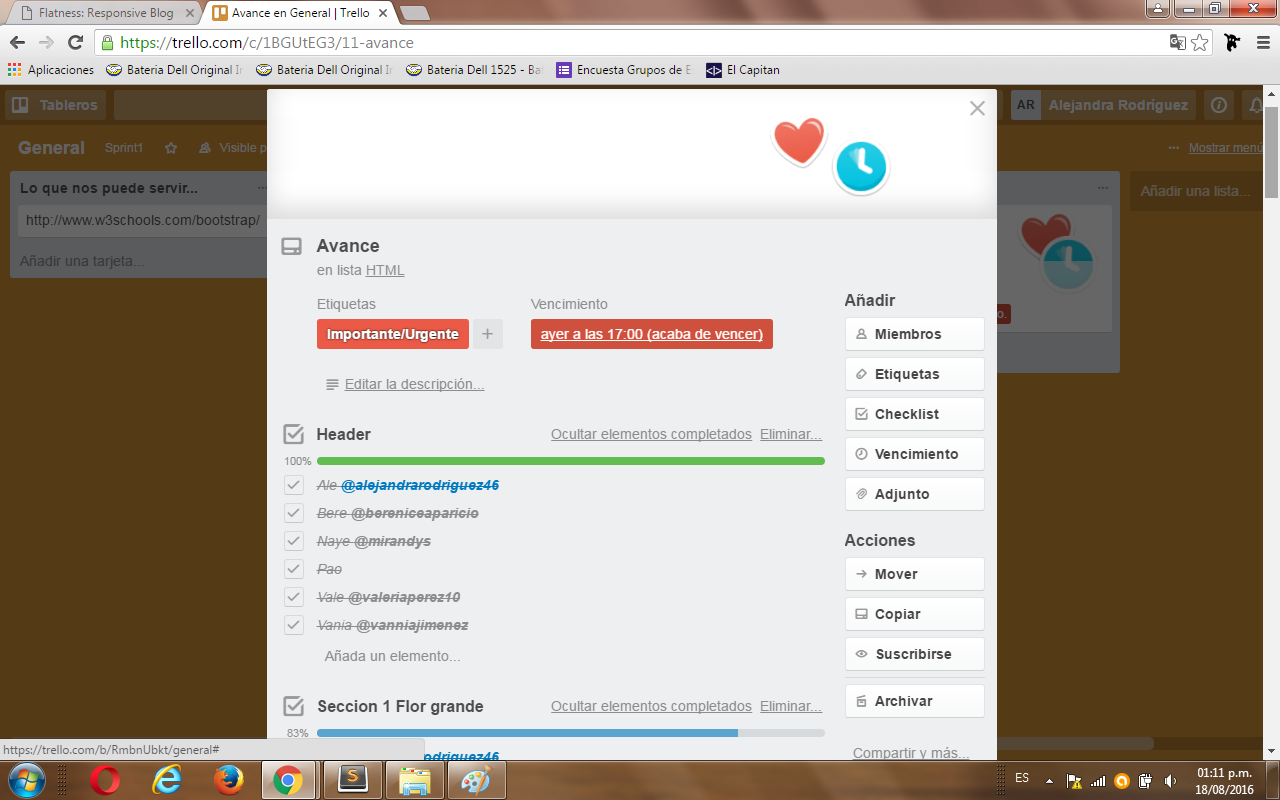 Flatness: Responsive Blog
Avance en General | Trello
https://trello.com/c/1BGUtEG3/11-avance
Aplicaciones
Bateria Dell Original
Bateria Dell Original
Bateria Dell 1525 -
Encuesta Grupos de
El Capitan
Tableros
AR
Alejandra Rodríguez
General
Sprint1
Visible
Mostrar menú
Lo que nos puede servir...
http://www.w3schools.com/bootstrap/
Añadir una tarjeta...
Añadir una lista...
Avance
en lista HTML
Etiquetas
Vencimiento
Importante/Urgente
+
ayer a las 17:00 (acaba de vencer)
Editar la descripción...
Header
Ocultar elementos completados
Eliminar...
100%
Ale @alejandrarodriguez46
Bere @bereniceaparicio
Naye @mirandys
Pao
Vale @valeriaperez10
Vania @vanniajimenez
Añada un elemento...
Seccion 1 Flor grande
Ocultar elementos completados
Eliminar...
83%
Añadir
Miembros
Etiquetas
Checklist
Vencimiento
Adjunto
Acciones
Mover
Copiar
Suscribirse
Archivar
Compartir y más...
https://trello.com/b/RmbnUbkt/general#
ES
01:11 p.m.
18/08/2016